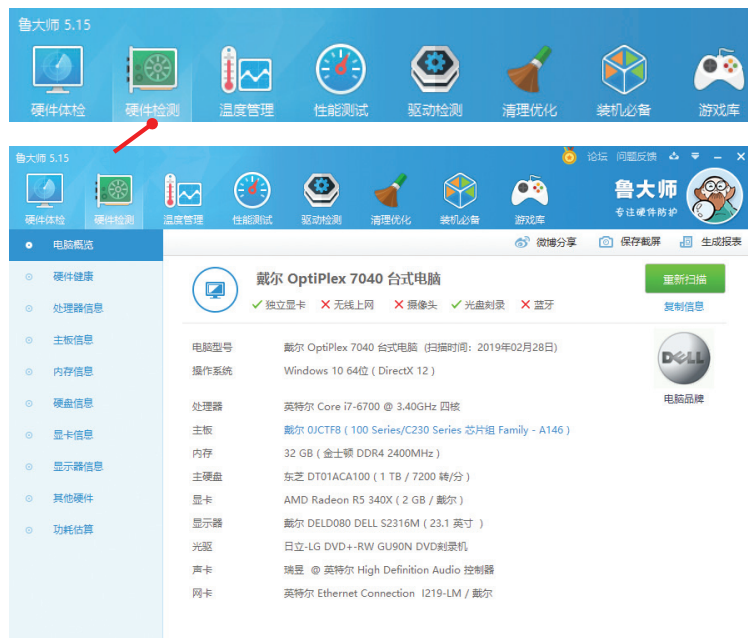 鲁大师 5.15
硬件体检 硬件检测 温度管理 性能测试 驱动检测 清理优化 装机必备 游戏库
鲁大师 5.15 论坛 问题反馈
硬件体检 硬件检测 温度管理 性能测试 驱动检测 清理优化 装机必备 游戏库 鲁大师
专注硬件防护
电脑概览 微博分享 保存截屏 生成报表
硬件健康
处理器信息
主板信息
内存信息
硬盘信息
显卡信息
显示器信息
其他硬件
功耗估算
戴尔 OptiPlex 7040 台式电脑 重新扫描
独立显卡 无线上网 摄像头 光盘刻录 蓝牙 复制信息
电脑型号 戴尔 OptiPlex 7040 台式电脑 (扫描时间：2019年02月28日)
操作系统 Windows 10 64位 ( DirectX 12 )
DELL
电脑品牌
处理器 英特尔 Core i7-6700 @ 3.40GHz 四核
主板 戴尔 0JCTF8 ( 100 Series/C230 Series 芯片组 Family - A146 )
内存 32 GB ( 金士顿 DDR4 2400MHz )
主硬盘 东芝 DT01ACA100 ( 1 TB / 7200 转/分 )
显卡 AMD Radeon R5 340X ( 2 GB / 戴尔 )
显示器 戴尔 DELD080 DELL S2316M ( 23.1 英寸 )
光驱 日立-LG DVD+-RW GU90N DVD刻录机
声卡 瑞昱 @ 英特尔 High Definition Audio 控制器
网卡 英特尔 Ethernet Connection I219-LM / 戴尔